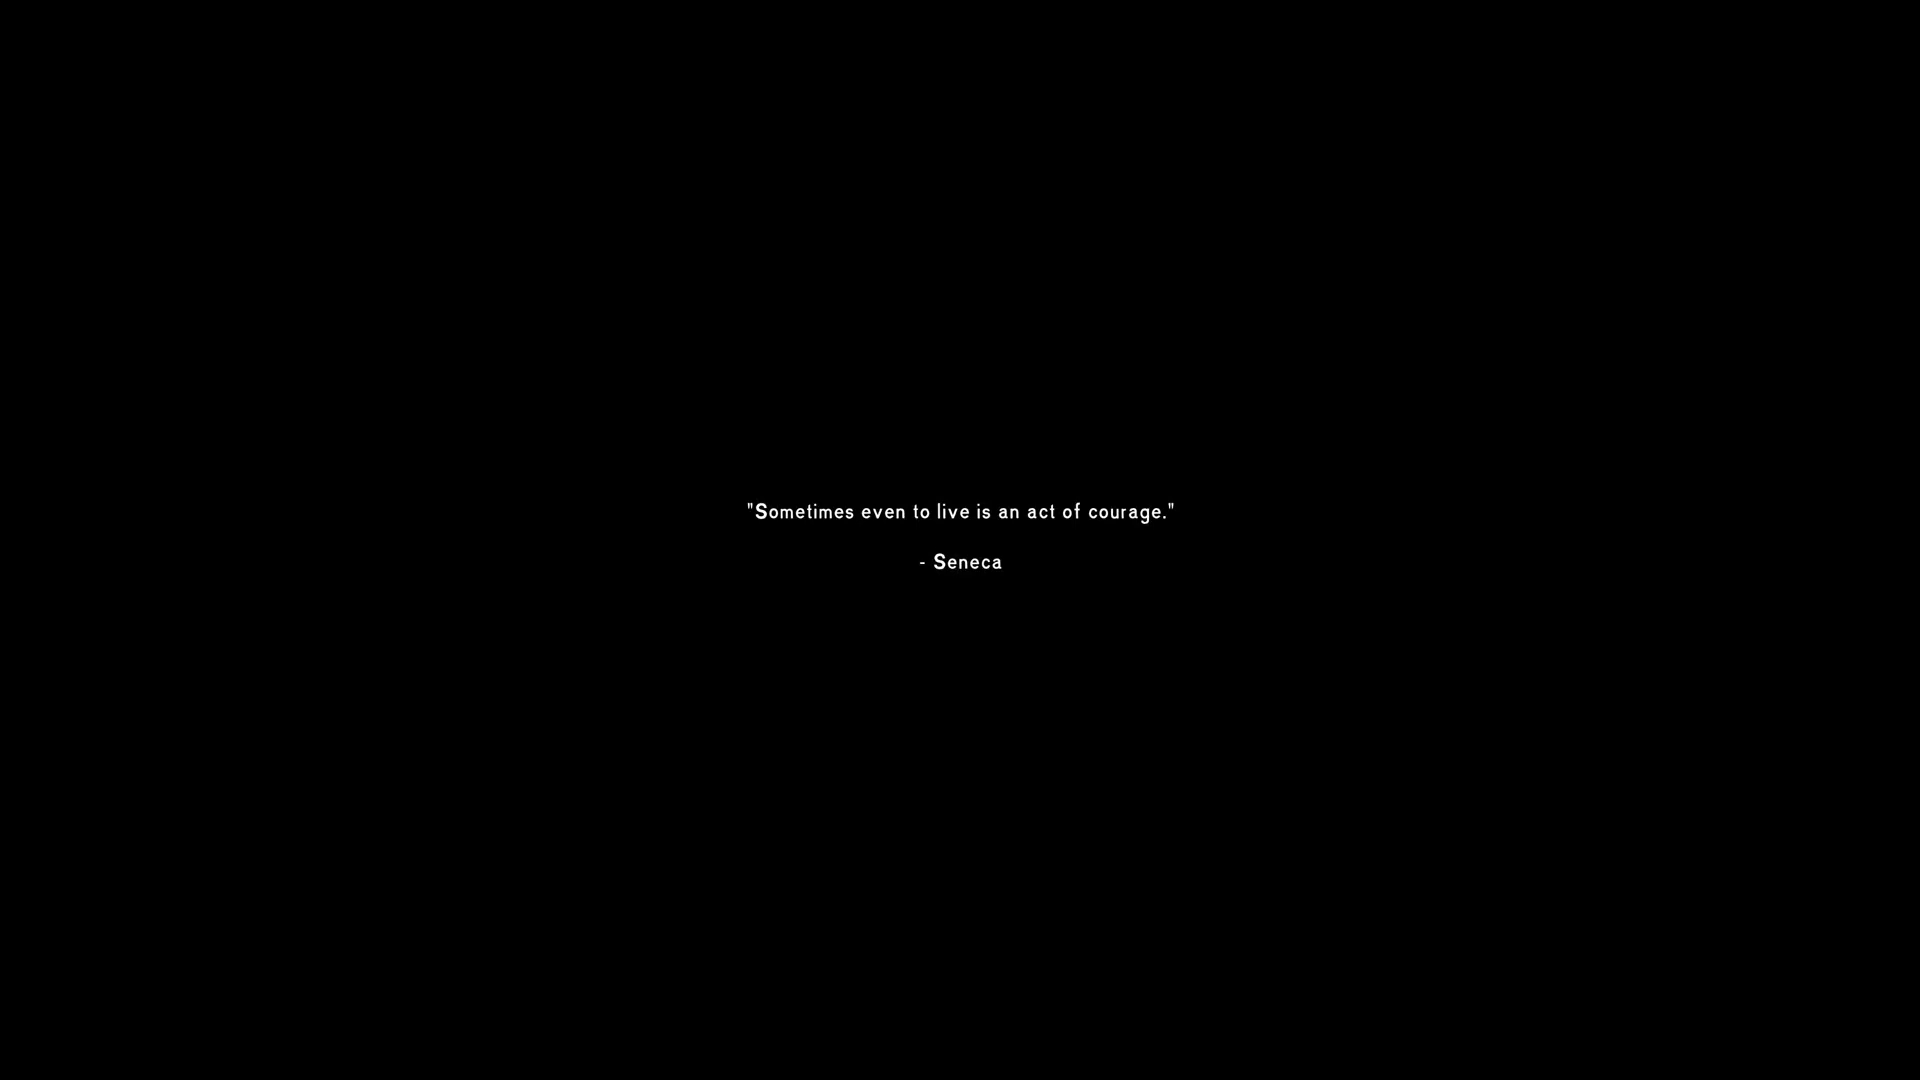 "Sometimes even to live is an act of courage."
- Seneca